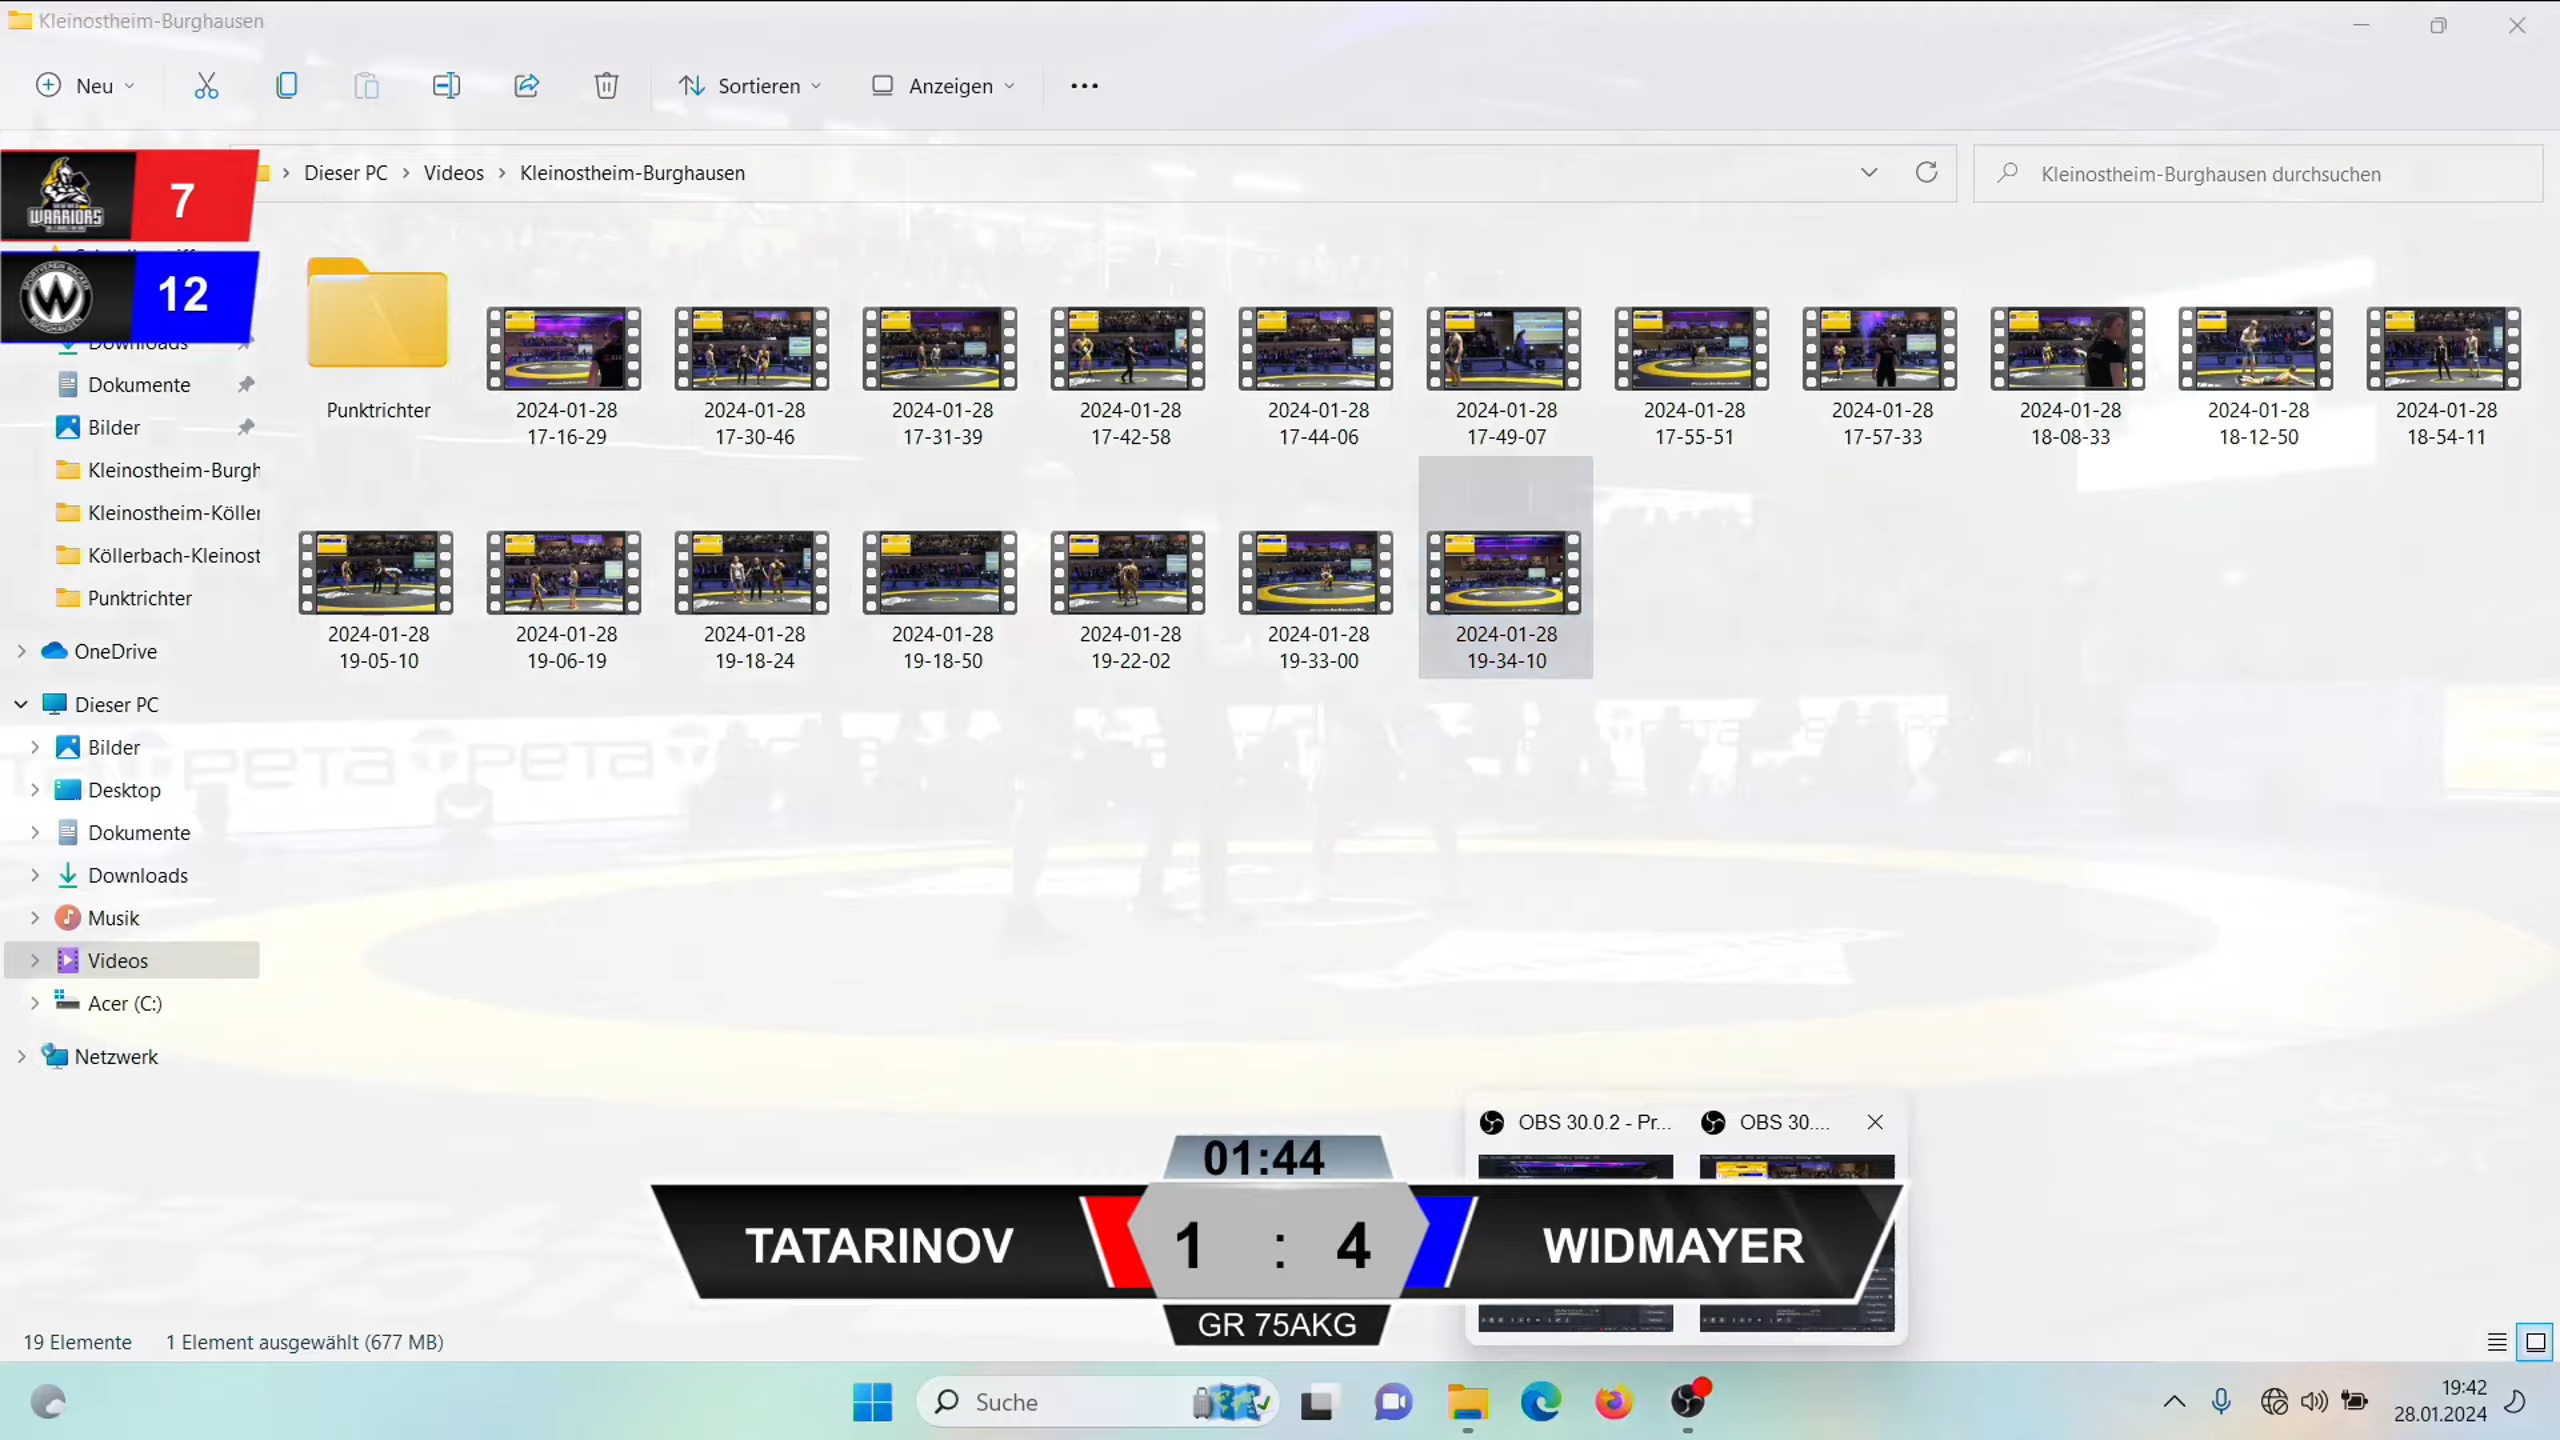 Kleinostheim-Burghausen
Neu
Sortieren
Anzeigen
Dieser PC
Videos
Kleinostheim-Burghausen
Kleinostheim-Burghausen durchsuchen
WARRIORS
7
SPORTVEREIN WACKER
W
BURGHAUSEN
12
Downloads
Dokumente
Bilder
Kleinostheim-Burgh
Kleinostheim-Köller
Köllerbach-Kleinost
Punktrichter
OneDrive
Dieser PC
Bilder
Desktop
Dokumente
Downloads
Musik
Videos
Acer (C:)
Netzwerk
Punktrichter
2024-01-28
17-16-29
2024-01-28
17-30-46
2024-01-28
17-31-39
2024-01-28
17-42-58
2024-01-28
17-44-06
2024-01-28
17-49-07
2024-01-28
17-55-51
2024-01-28
17-57-33
2024-01-28
18-08-33
2024-01-28
18-12-50
2024-01-28
18-54-11
2024-01-28
19-05-10
2024-01-28
19-06-19
2024-01-28
19-18-24
2024-01-28
19-18-50
2024-01-28
19-22-02
2024-01-28
19-33-00
2024-01-28
19-34-10
PETA PETA
OBS 30.0.2 - Pr...
OBS 30....
01:44
TATARINOV
1 : 4
WIDMAYER
GR 75AKG
19 Elemente
1 Element ausgewählt (677 MB)
Suche
19:42
28.01.2024